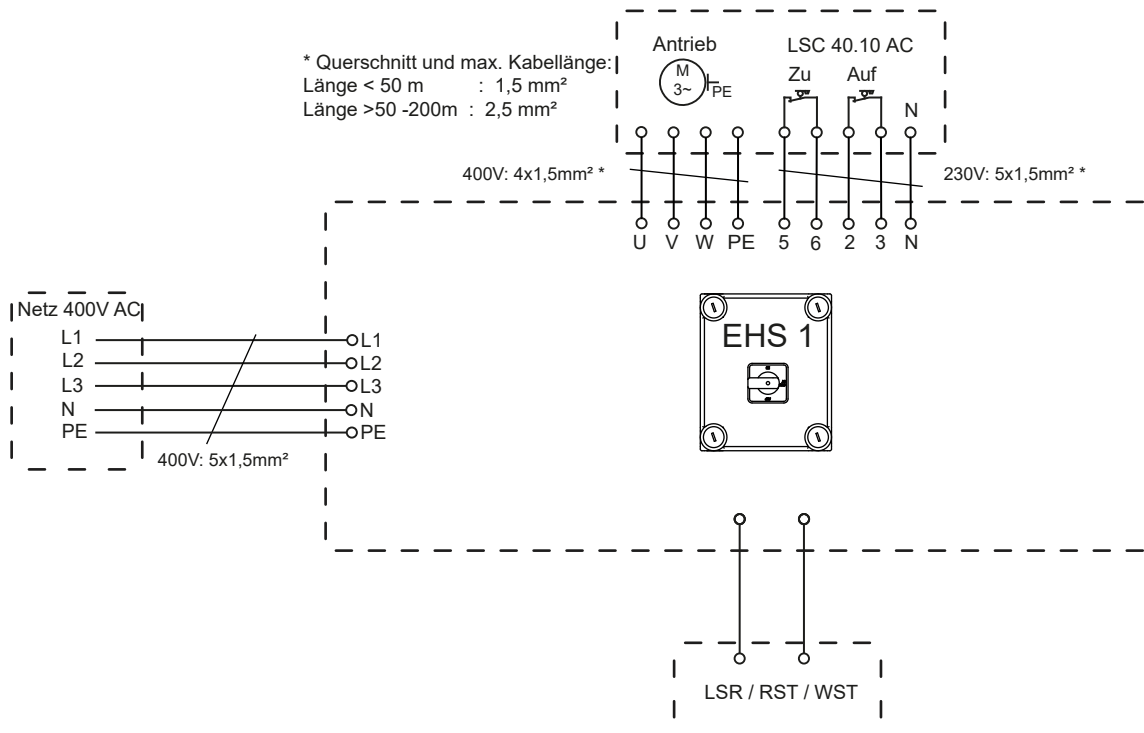 Antrieb
LSC 40.10 AC
* Querschnitt und max. Kabellänge:
Länge < 50 m : 1,5 mm²
Länge >50 -200m : 2,5 mm²
M
3~
PE
Zu
Auf
N
400V: 4x1,5mm² *
230V: 5x1,5mm² *
U V W PE 5 6 2 3 N
Netz 400V AC
L1
L2
L3
N
PE
L1
L2
L3
N
PE
400V: 5x1,5mm²
EHS 1
LSR / RST / WST